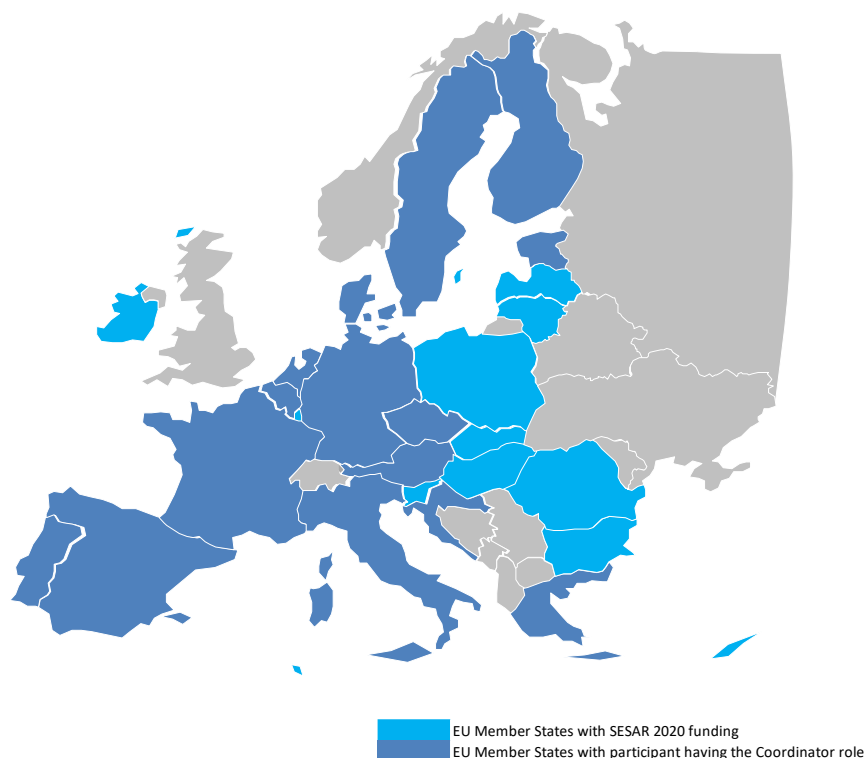 EU Member States with SESAR 2020 funding
EU Member States with participant having the Coordinator role